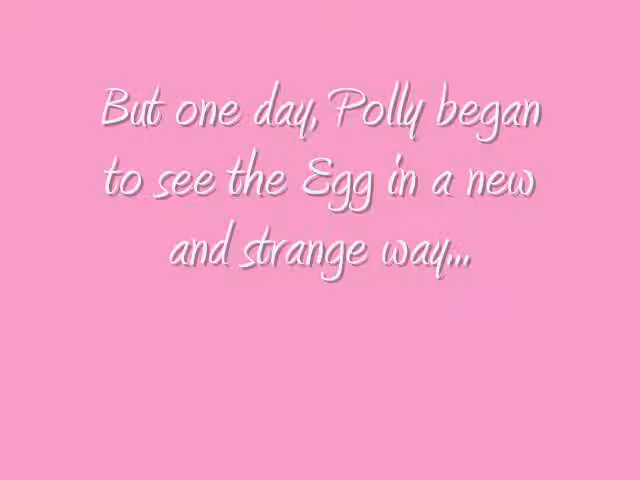 But one day, Polly began
to see the Egg in a new
and strange way...